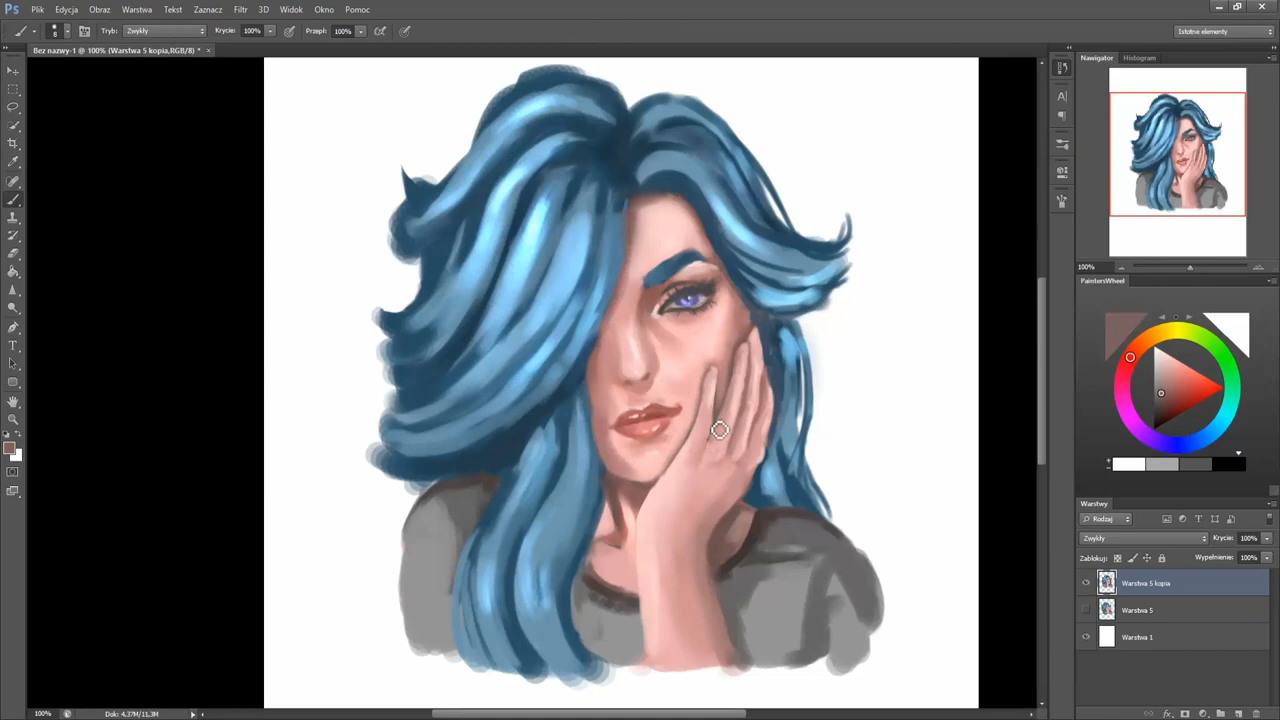 Ps Plik Edycja Obraz Warstwa Tekst Zaznacz Filtr 3D Widok Okno Pomoc
8 Tryb: Zwykły Krycie: 100% Przepł: 100% Istotne elementy
Bez nazwy-1 @ 100% (Warstwa 5 kopia,RGB/8) * ×
Nawigator Histogram
100%
PaintersWheel
Warstwy
Rodzaj
Zwykły Krycie: 100%
Zablokuj: Wypełnienie: 100%
Warstwa 5 kopia
Warstwa 5
Warstwa 1
100% Dok: 4,37M/11,3M